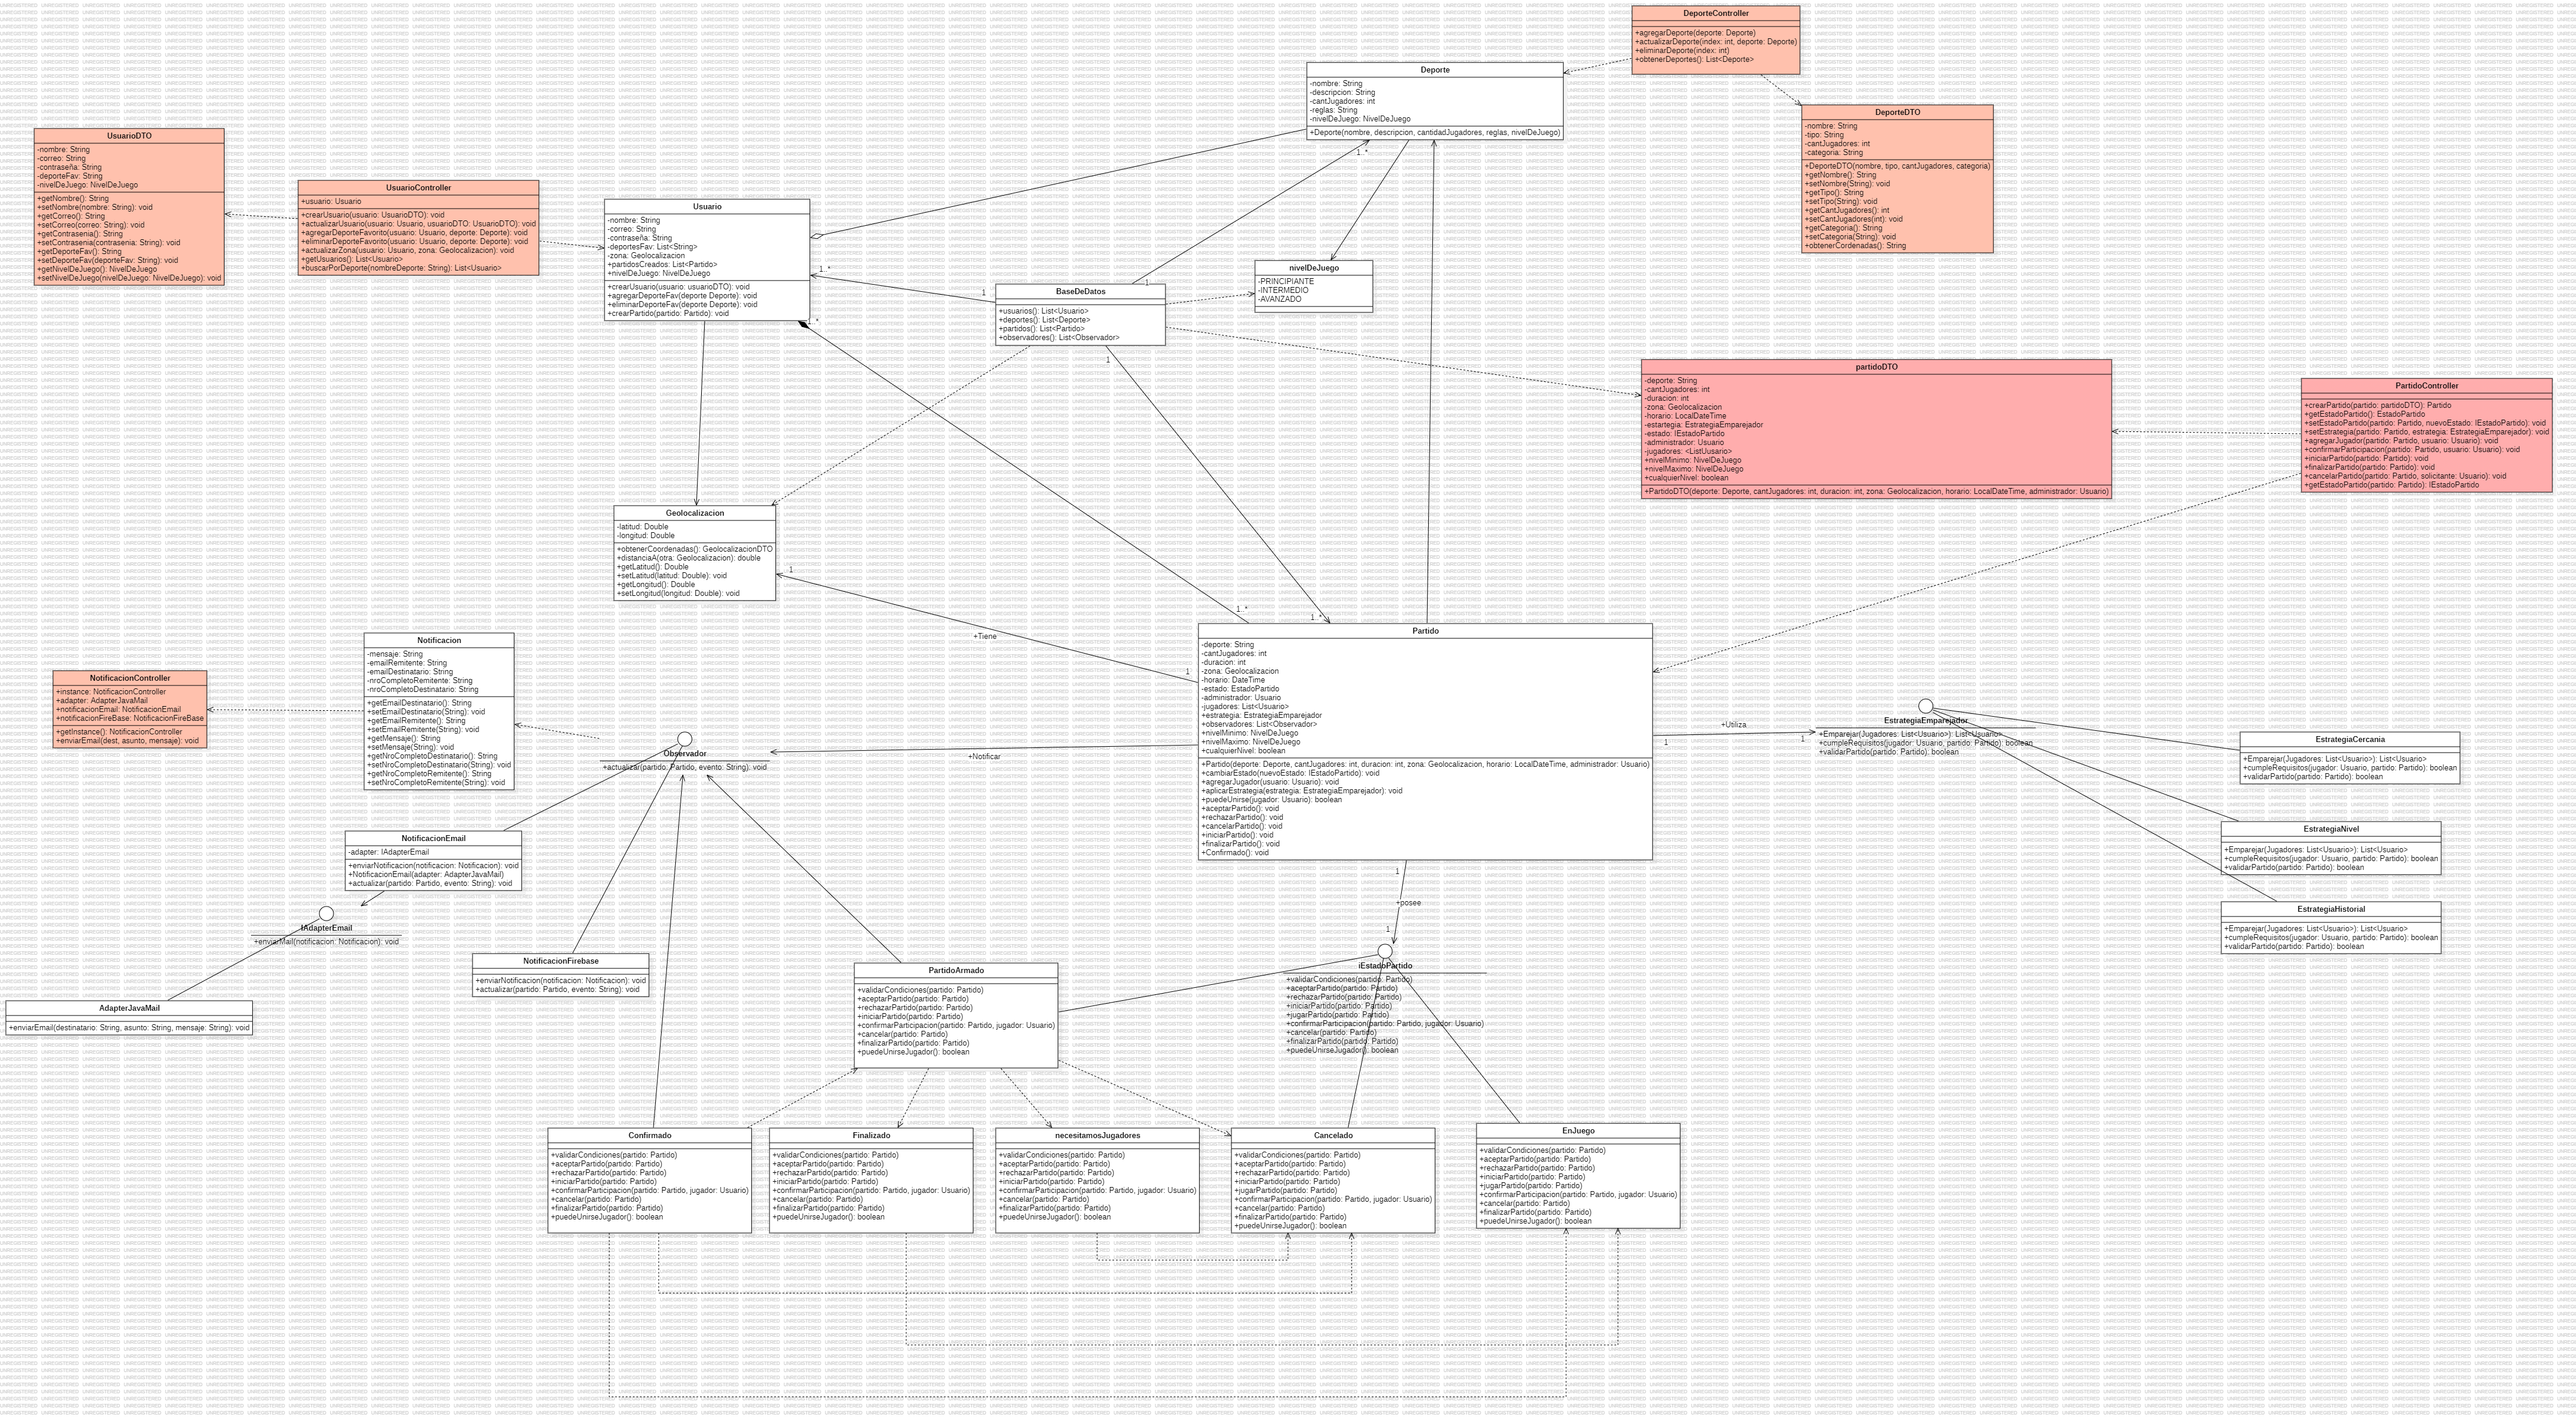 DeporteController
+agregarDeporte(deporte: Deporte)
+actualizarDeporte(index: int, deporte: Deporte)
+eliminarDeporte(index: int)
+obtenerDeportes(): List<Deporte>
Deporte
-nombre: String
-descripcion: String
-cantJugadores: int
-reglas: String
-nivelDeJuego: NivelDeJuego
+Deporte(nombre, descripcion, cantidadJugadores, reglas, nivelDeJuego)
DeporteDTO
-nombre: String
-tipo: String
-cantJugadores: int
-categoria: String
+DeporteDTO(nombre, tipo, cantJugadores, categoria)
+getNombre(): String
+setNombre(String): void
+getTipo(): String
+setTipo(String): void
+getCantJugadores(): int
+setCantJugadores(int): void
+getCategoria(): String
+setCategoria(String): void
+obtenerCordenadas(): String
UsuarioDTO
-nombre: String
-correo: String
-contraseña: String
-deporteFav: String
-nivelDeJuego: NivelDeJuego
+getNombre(): String
+setNombre(nombre: String): void
+getCorreo(): String
+setCorreo(correo: String): void
+getContrasenia(): String
+setContrasenia(contrasenia: String): void
+getDeporteFav(): String
+setDeporteFav(deporteFav: String): void
+getNivelDeJuego(): NivelDeJuego
+setNivelDeJuego(nivelDeJuego: NivelDeJuego): void
UsuarioController
+usuario: Usuario
+crearUsuario(usuario: UsuarioDTO): void
+actualizarUsuario(usuario: Usuario, usuarioDTO: UsuarioDTO): void
+agregarDeporteFavorito(usuario: Usuario, deporte: Deporte): void
+eliminarDeporteFavorito(usuario: Usuario, deporte: Deporte): void
+actualizarZona(usuario: Usuario, zona: Geolocalizacion): void
+getUsuarios(): List<Usuario>
+buscarPorDeporte(nombreDeporte: String): List<Usuario>
Usuario
-nombre: String
-correo: String
-contraseña: String
-deportesFav: List<String>
-zona: Geolocalizacion
+partidosCreados: List<Partido>
+nivelDeJuego: NivelDeJuego
+crearUsuario(usuario: usuarioDTO): void
+agregarDeporteFav(deporte Deporte): void
+eliminarDeporteFav(deporte Deporte): void
+crearPartido(partido: Partido): void
1..*
1..*
1
1
1..*
BaseDeDatos
+usuarios(): List<Usuario>
+deportes(): List<Deporte>
+partidos(): List<Partido>
+observadores(): List<Observador>
1
nivelDeJuego
-PRINCIPIANTE
-INTERMEDIO
-AVANZADO
partidoDTO
-deporte: String
-cantJugadores: int
-duracion: int
-zona: Geolocalizacion
-horario: LocalDateTime
-estartegia: EstrategiaEmparejador
-estado: IEstadoPartido
-administrador: Usuario
-jugadores: <ListUusario>
+nivelMinimo: NivelDeJuego
+nivelMaximo: NivelDeJuego
+cualquierNivel: boolean
+PartidoDTO(deporte: Deporte, cantJugadores: int, duracion: int, zona: Geolocalizacion, horario: LocalDateTime, administrador: Usuario)
PartidoController
+crearPartido(partido: partidoDTO): Partido
+getEstadoPartido(): EstadoPartido
+setEstadoPartido(partido: Partido, nuevoEstado: IEstadoPartido): void
+setEstrategia(partido: Partido, estrategia: EstrategiaEmparejador): void
+agregarJugador(partido: Partido, usuario: Usuario): void
+confirmarParticipacion(partido: Partido, usuario: Usuario): void
+iniciarPartido(partido: Partido): void
+finalizarPartido(partido: Partido): void
+cancelarPartido(partido: Partido, solicitante: Usuario): void
+getEstadoPartido(partido: Partido): IEstadoPartido
Geolocalizacion
-latitud: Double
-longitud: Double
+obtenerCoordenadas(): GeolocalizacionDTO
+distanciaA(otra: Geolocalizacion): double
+getLatitud(): Double
+setLatitud(latitud: Double): void
+getLongitud(): Double
+setLongitud(longitud: Double): void
1
+Tiene
1
1..*
1..*
Partido
-deporte: String
-cantJugadores: int
-duracion: int
-zona: Geolocalizacion
-horario: DateTime
-estado: EstadoPartido
-administrador: Usuario
-jugadores: List<Usuario>
+estrategia: EstrategiaEmparejador
+observadores: List<Observador>
+nivelMinimo: NivelDeJuego
+nivelMaximo: NivelDeJuego
+cualquierNivel: boolean
+Partido(deporte: Deporte, cantJugadores: int, duracion: int, zona: Geolocalizacion, horario: LocalDateTime, administrador: Usuario)
+cambiarEstado(nuevoEstado: IEstadoPartido): void
+agregarJugador(usuario: Usuario): void
+aplicarEstrategia(estrategia: EstrategiaEmparejador): void
+puedeUnirse(jugador: Usuario): boolean
+aceptarPartido(): void
+rechazarPartido(): void
+cancelarPartido(): void
+iniciarPartido(): void
+finalizarPartido(): void
+Confirmado(): void
Notificacion
-mensaje: String
-emailRemitente: String
-emailDestinatario: String
-nroCompletoRemitente: String
-nroCompletoDestinatario: String
+getEmailDestinatario(): String
+setEmailDestinatario(String): void
+getEmailRemitente(): String
+setEmailRemitente(String): void
+getMensaje(): String
+setMensaje(String): void
+getNroCompletoDestinatario(): String
+setNroCompletoDestinatario(String): void
+getNroCompletoRemitente(): String
+setNroCompletoRemitente(String): void
NotificacionController
+instance: NotificacionController
+adapter: AdapterJavaMail
+notificacionEmail: NotificacionEmail
+notificacionFireBase: NotificacionFireBase
+getInstance(): NotificacionController
+enviarEmail(dest, asunto, mensaje): void
Observador
+actualizar(partido: Partido, evento: String): void
+Notificar
+Utiliza
1
1
EstrategiaEmparejador
+Emparejar(Jugadores: List<Usuario>): List<Usuario>
+cumpleRequisitos(jugador: Usuario, partido: Partido): boolean
+validarPartido(partido: Partido): boolean
EstrategiaCercania
+Emparejar(Jugadores: List<Usuario>): List<Usuario>
+cumpleRequisitos(jugador: Usuario, partido: Partido): boolean
+validarPartido(partido: Partido): boolean
EstrategiaNivel
+Emparejar(Jugadores: List<Usuario>): List<Usuario>
+cumpleRequisitos(jugador: Usuario, partido: Partido): boolean
+validarPartido(partido: Partido): boolean
EstrategiaHistorial
+Emparejar(Jugadores: List<Usuario>): List<Usuario>
+cumpleRequisitos(jugador: Usuario, partido: Partido): boolean
+validarPartido(partido: Partido): boolean
NotificacionEmail
-adapter: IAdapterEmail
+enviarNotificacion(notificacion: Notificacion): void
+NotificacionEmail(adapter: AdapterJavaMail)
+actualizar(partido: Partido, evento: String): void
IAdapterEmail
+enviarMail(notificacion: Notificacion): void
NotificacionFirebase
+enviarNotificacion(notificacion: Notificacion): void
+actualizar(partido: Partido, evento: String): void
AdapterJavaMail
+enviarEmail(destinatario: String, asunto: String, mensaje: String): void
1
+posee
1
PartidoArmado
+validarCondiciones(partido: Partido)
+aceptarPartido(partido: Partido)
+rechazarPartido(partido: Partido)
+iniciarPartido(partido: Partido)
+confirmarParticipacion(partido: Partido, jugador: Usuario)
+cancelar(partido: Partido)
+finalizarPartido(partido: Partido)
+puedeUnirseJugador(): boolean
iEstadoPartido
+validarCondiciones(partido: Partido)
+aceptarPartido(partido: Partido)
+rechazarPartido(partido: Partido)
+iniciarPartido(partido: Partido)
+jugarPartido(partido: Partido)
+confirmarParticipacion(partido: Partido, jugador: Usuario)
+cancelar(partido: Partido)
+finalizarPartido(partido: Partido)
+puedeUnirseJugador(): boolean
Confirmado
+validarCondiciones(partido: Partido)
+aceptarPartido(partido: Partido)
+rechazarPartido(partido: Partido)
+iniciarPartido(partido: Partido)
+confirmarParticipacion(partido: Partido, jugador: Usuario)
+cancelar(partido: Partido)
+finalizarPartido(partido: Partido)
+puedeUnirseJugador(): boolean
Finalizado
+validarCondiciones(partido: Partido)
+aceptarPartido(partido: Partido)
+rechazarPartido(partido: Partido)
+iniciarPartido(partido: Partido)
+confirmarParticipacion(partido: Partido, jugador: Usuario)
+cancelar(partido: Partido)
+finalizarPartido(partido: Partido)
+puedeUnirseJugador(): boolean
necesitamosJugadores
+validarCondiciones(partido: Partido)
+aceptarPartido(partido: Partido)
+rechazarPartido(partido: Partido)
+iniciarPartido(partido: Partido)
+confirmarParticipacion(partido: Partido, jugador: Usuario)
+cancelar(partido: Partido)
+finalizarPartido(partido: Partido)
+puedeUnirseJugador(): boolean
Cancelado
+validarCondiciones(partido: Partido)
+aceptarPartido(partido: Partido)
+rechazarPartido(partido: Partido)
+iniciarPartido(partido: Partido)
+jugarPartido(partido: Partido)
+confirmarParticipacion(partido: Partido, jugador: Usuario)
+cancelar(partido: Partido)
+finalizarPartido(partido: Partido)
+puedeUnirseJugador(): boolean
EnJuego
+validarCondiciones(partido: Partido)
+aceptarPartido(partido: Partido)
+rechazarPartido(partido: Partido)
+iniciarPartido(partido: Partido)
+jugarPartido(partido: Partido)
+confirmarParticipacion(partido: Partido, jugador: Usuario)
+cancelar(partido: Partido)
+finalizarPartido(partido: Partido)
+puedeUnirseJugador(): boolean
UNREGISTERED